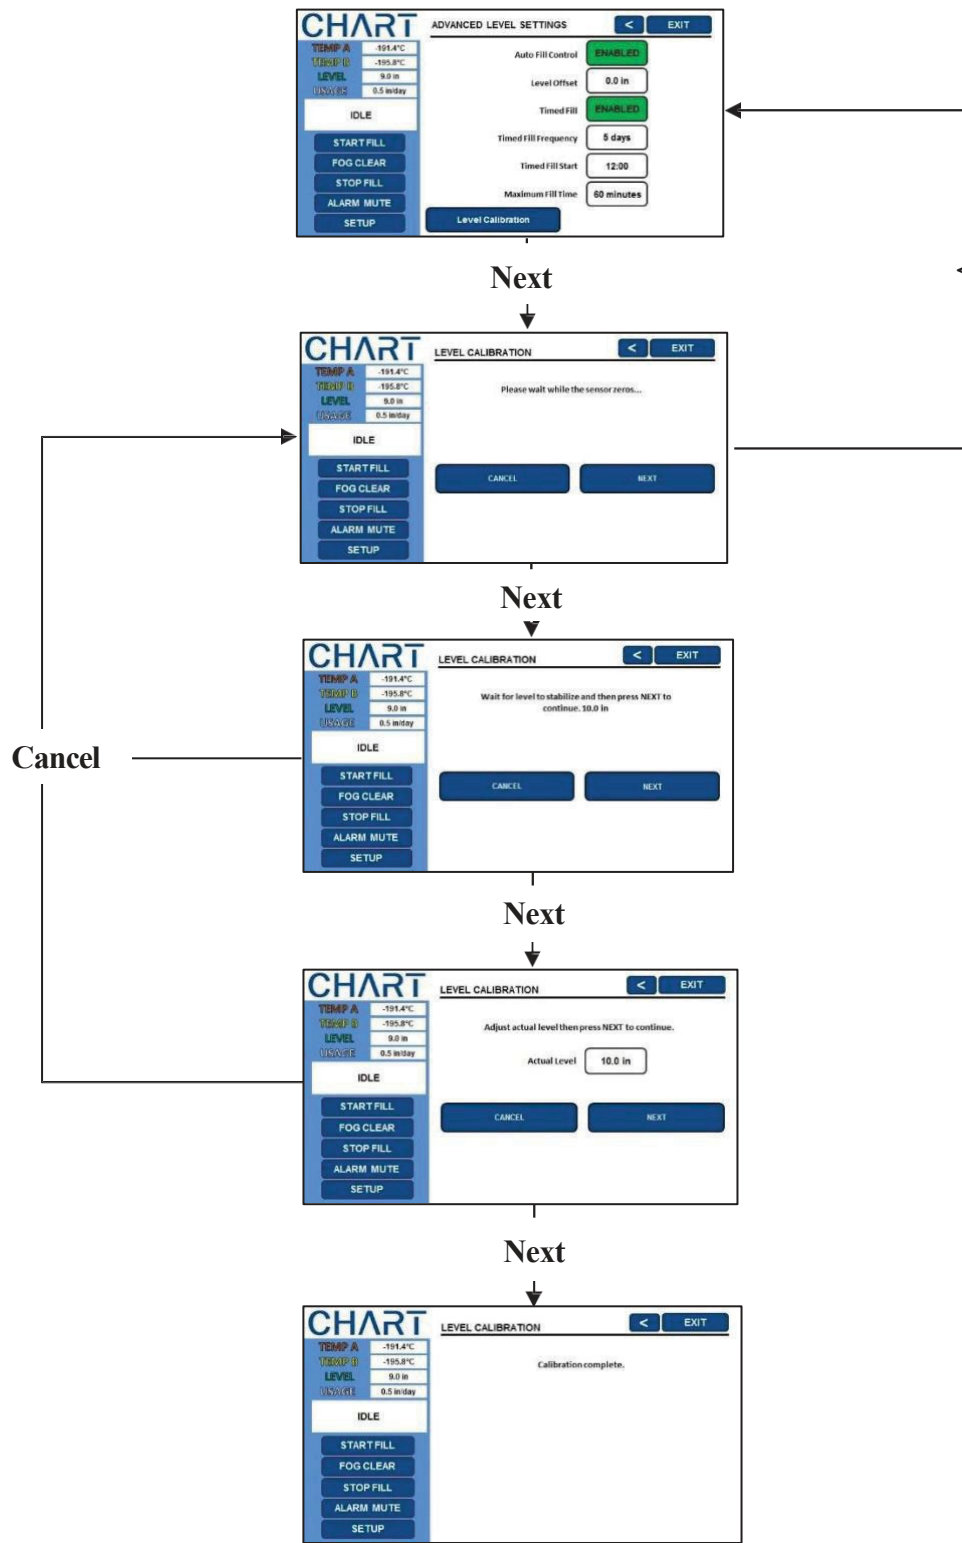 CHART
ADVANCED LEVEL SETTINGS
< EXIT
TEMP A -191.4°C
TEMP B -195.8°C
LEVEL 9.0 in
USAGE 0.5 in/day
IDLE
START FILL
FOG CLEAR
STOP FILL
ALARM MUTE
SETUP
Auto Fill Control ENABLED
Level Offset 0.0 in
Timed Fill ENABLED
Timed Fill Frequency 5 days
Timed Fill Start 12:00
Maximum Fill Time 60 minutes
Level Calibration
Next
CHART
LEVEL CALIBRATION
< EXIT
TEMP A -191.4°C
TEMP B -195.8°C
LEVEL 9.0 in
USAGE 0.5 in/day
IDLE
START FILL
FOG CLEAR
STOP FILL
ALARM MUTE
SETUP
Please wait while the sensor zeros...
CANCEL NEXT
Next
CHART
LEVEL CALIBRATION
< EXIT
TEMP A -191.4°C
TEMP B -195.8°C
LEVEL 9.0 in
USAGE 0.5 in/day
IDLE
START FILL
FOG CLEAR
STOP FILL
ALARM MUTE
SETUP
Wait for level to stabilize and then press NEXT to
continue. 10.0 in
CANCEL NEXT
Cancel
Next
CHART
LEVEL CALIBRATION
< EXIT
TEMP A -191.4°C
TEMP B -195.8°C
LEVEL 9.0 in
USAGE 0.5 in/day
IDLE
START FILL
FOG CLEAR
STOP FILL
ALARM MUTE
SETUP
Adjust actual level then press NEXT to continue.
Actual Level 10.0 in
CANCEL NEXT
Next
CHART
LEVEL CALIBRATION
< EXIT
TEMP A -191.4°C
TEMP B -195.8°C
LEVEL 9.0 in
USAGE 0.5 in/day
IDLE
START FILL
FOG CLEAR
STOP FILL
ALARM MUTE
SETUP
Calibration complete.